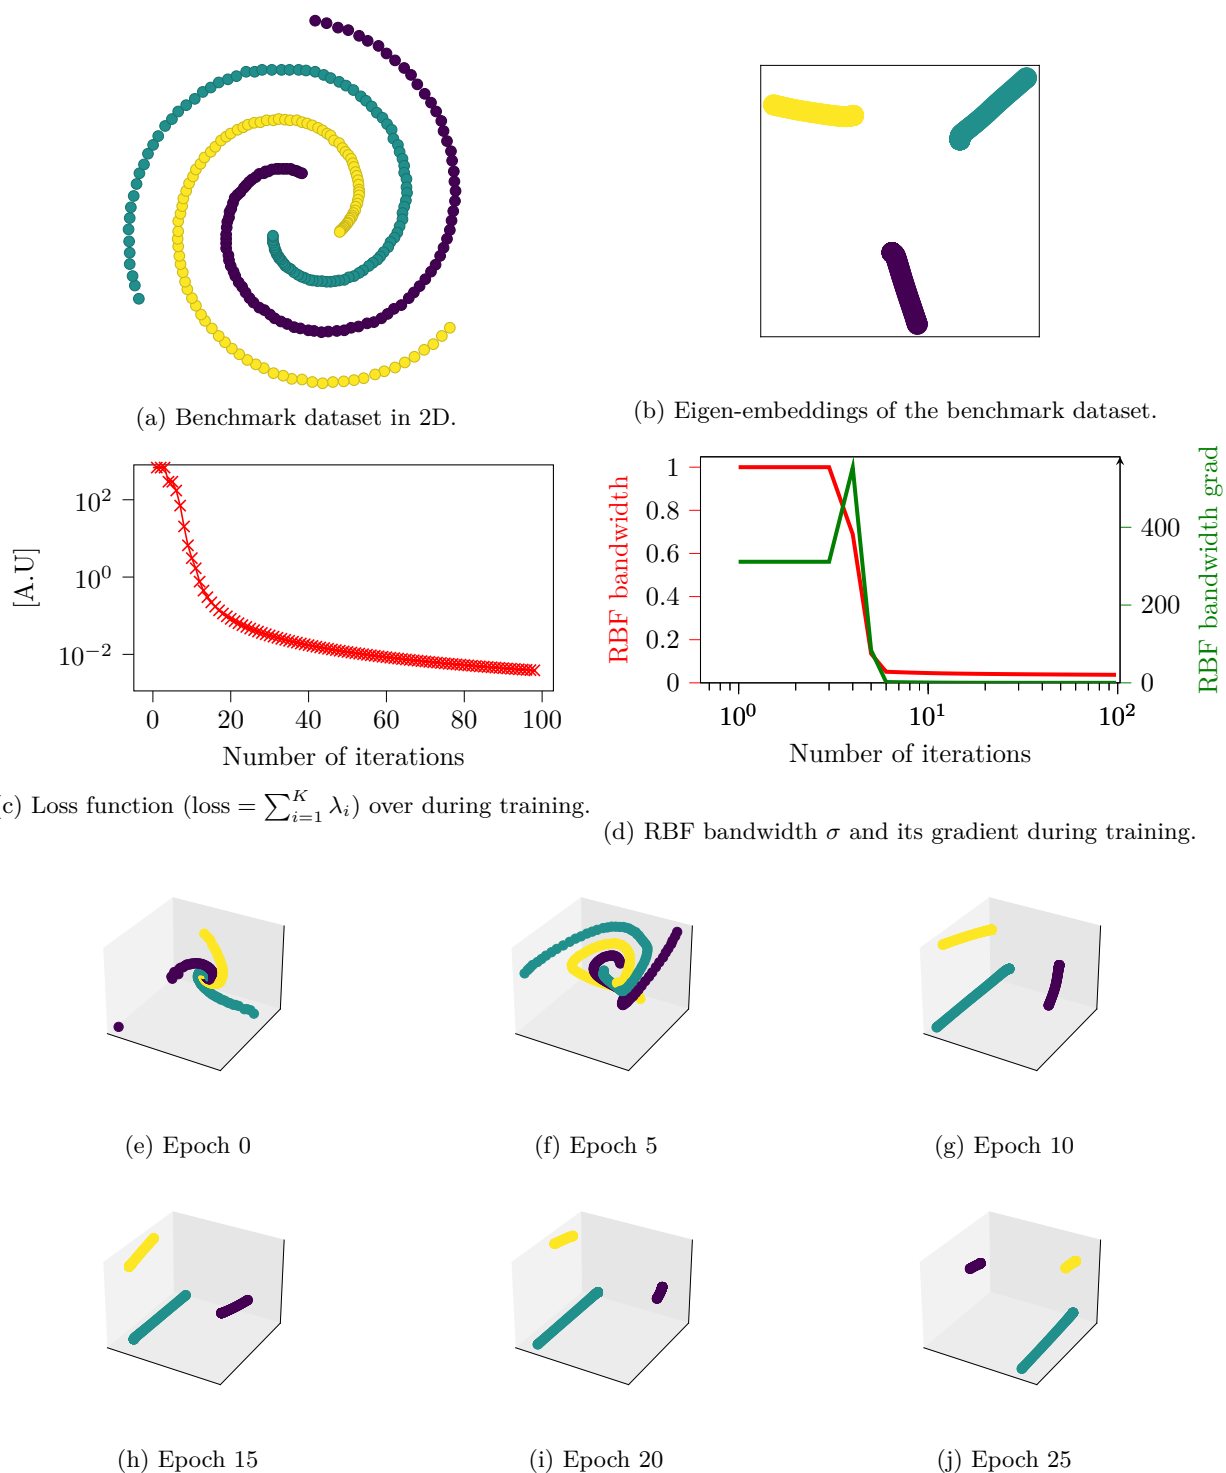 (a) Benchmark dataset in 2D.
(b) Eigen-embeddings of the benchmark dataset.
10^2
10^0
10^−2
[A.U]
0 20 40 60 80 100
Number of iterations
(c) Loss function (loss = ∑_{i=1}^{K} λ_i) over during training.
1
0.8
0.6
0.4
0.2
0
RBF bandwidth
400
200
0
RBF bandwidth grad
10^0 10^1 10^2
Number of iterations
(d) RBF bandwidth σ and its gradient during training.
(e) Epoch 0
(f) Epoch 5
(g) Epoch 10
(h) Epoch 15
(i) Epoch 20
(j) Epoch 25